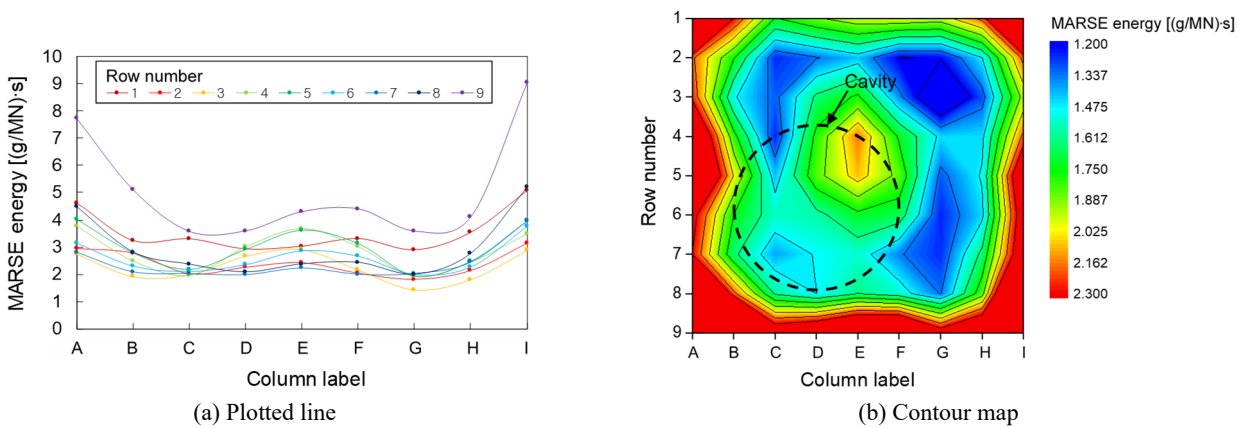 10
9
8
7
6
5
4
3
2
1
0
MARSE energy [(g/MN)·s]
Row number
1 2 3 4 5 6 7 8 9
A B C D E F G H I
Column label
(a) Plotted line
1
2
3
4
5
6
7
8
9
Row number
Cavity
A B C D E F G H I
Column label
MARSE energy [(g/MN)·s]
1.200
1.337
1.475
1.612
1.750
1.887
2.025
2.162
2.300
(b) Contour map